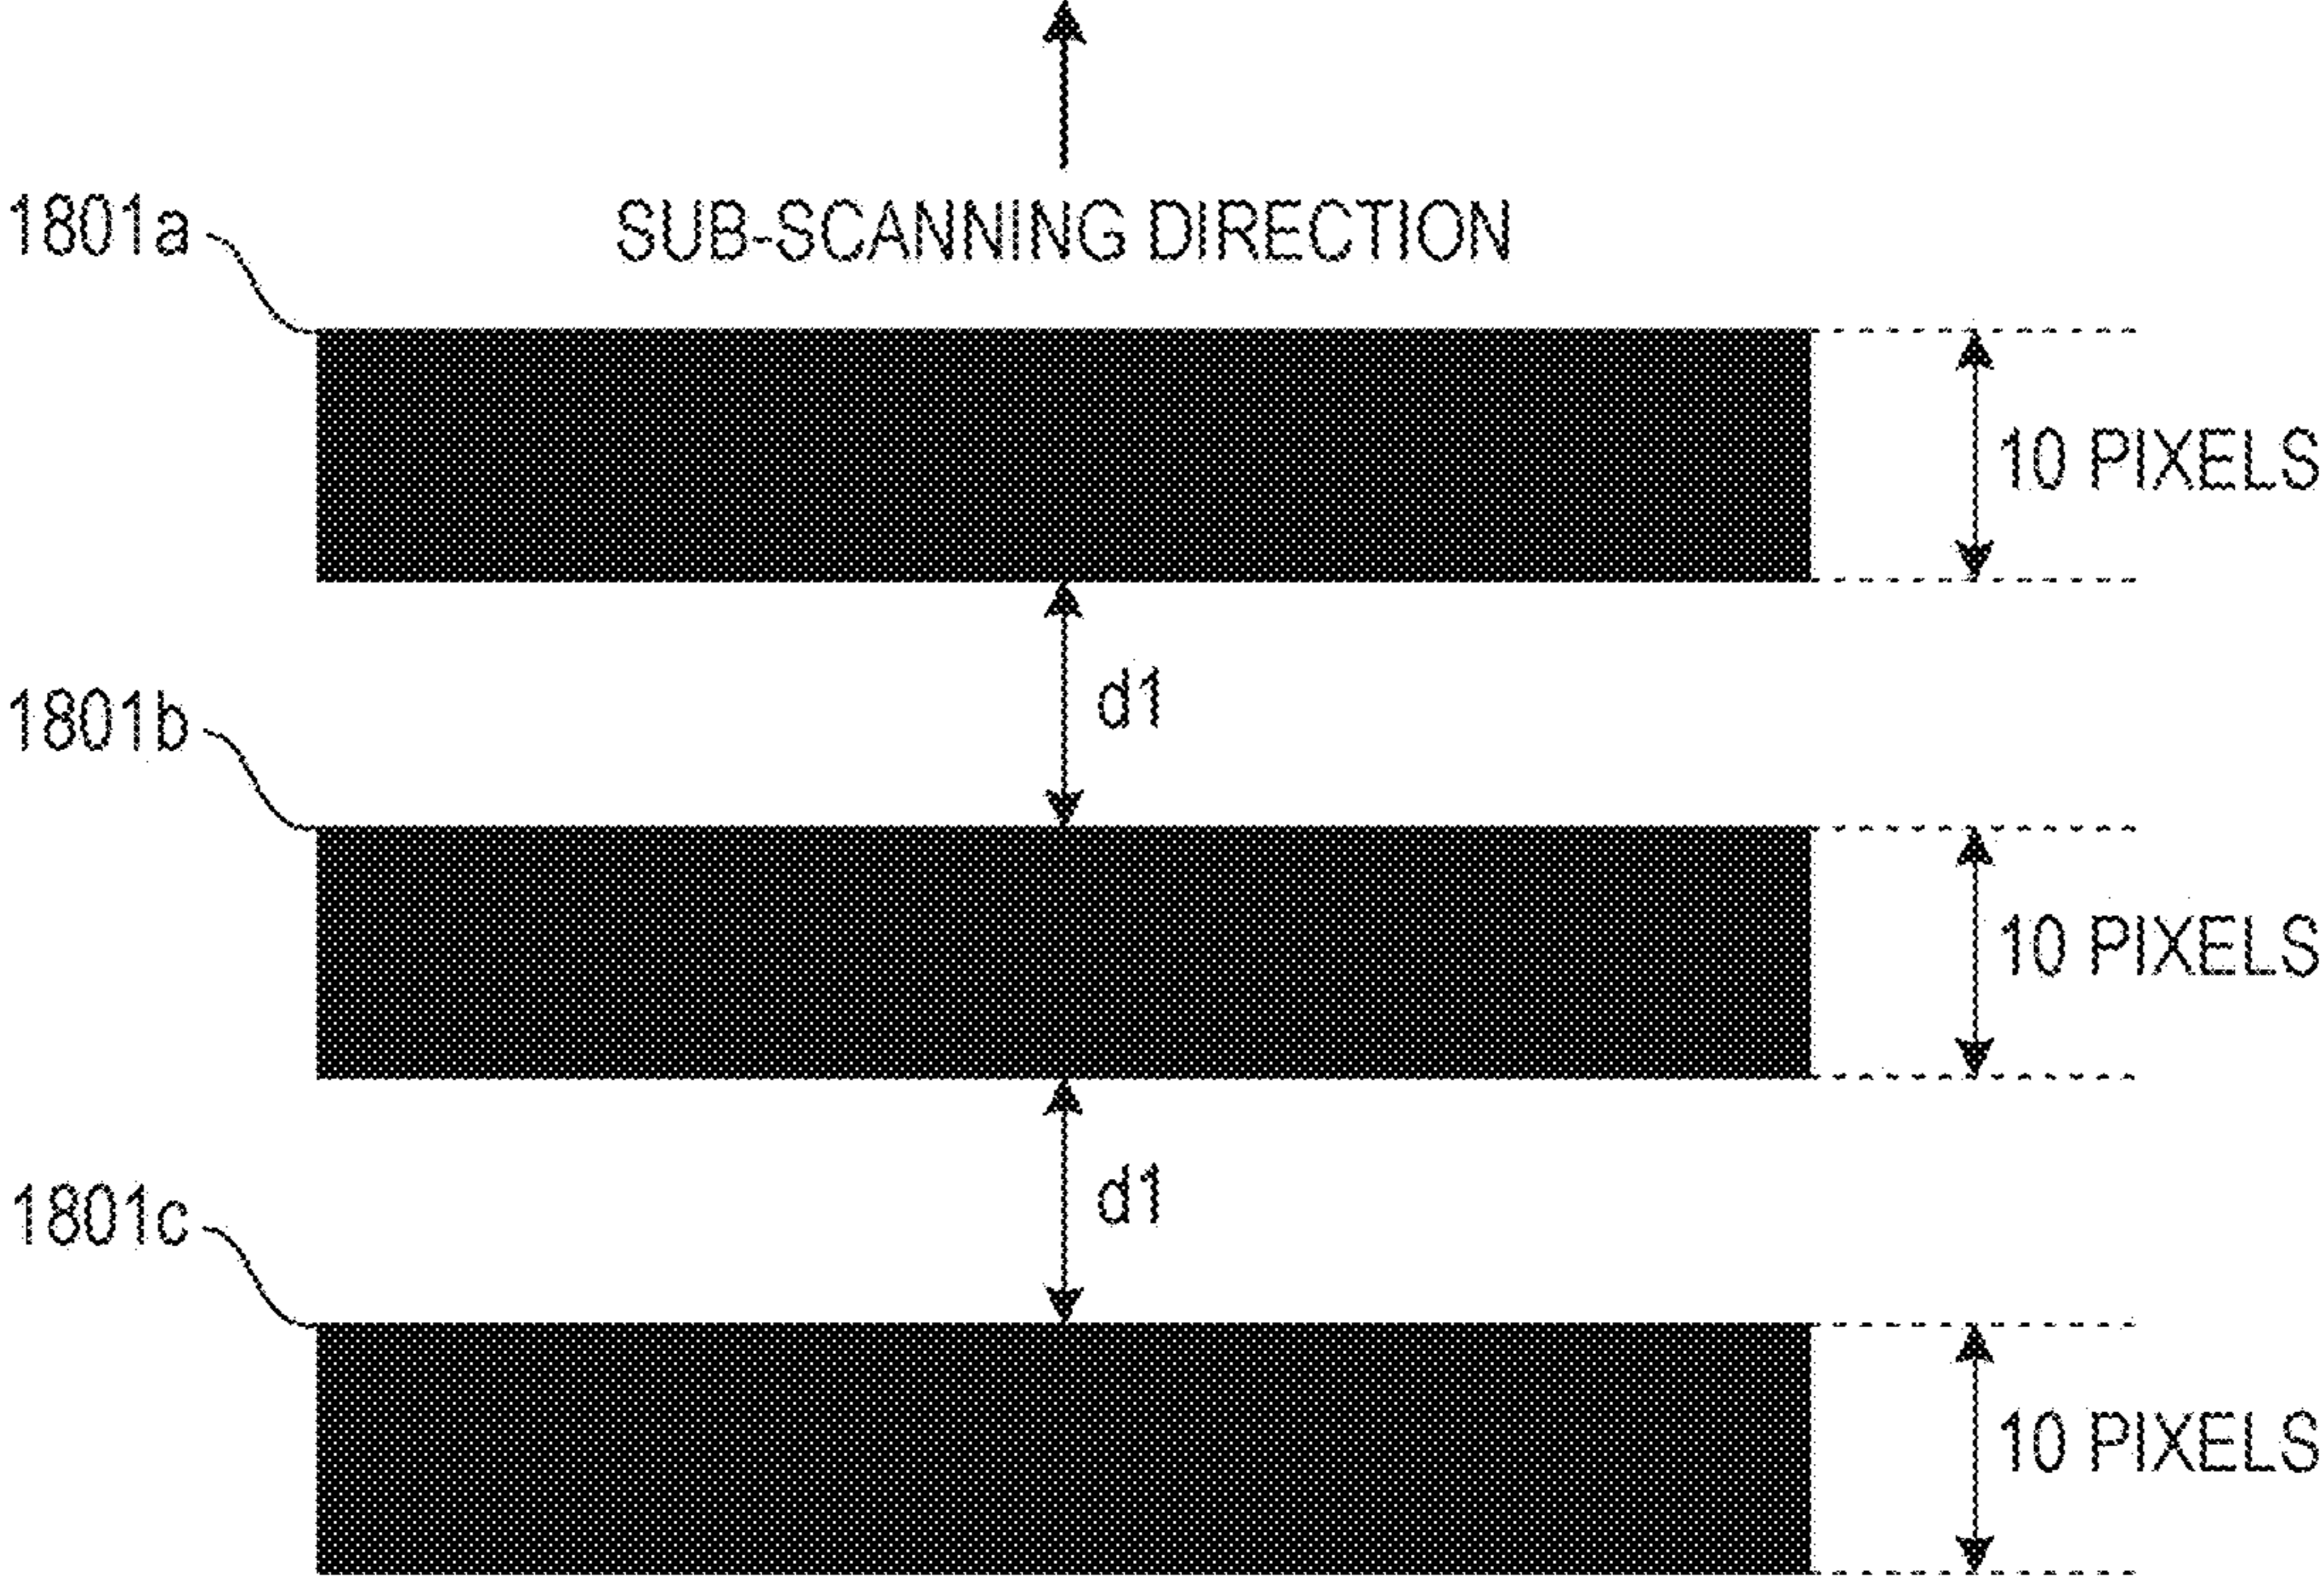 SUB-SCANNING DIRECTION
1801a
10 PIXELS
d1
1801b
10 PIXELS
d1
1801c
10 PIXELS